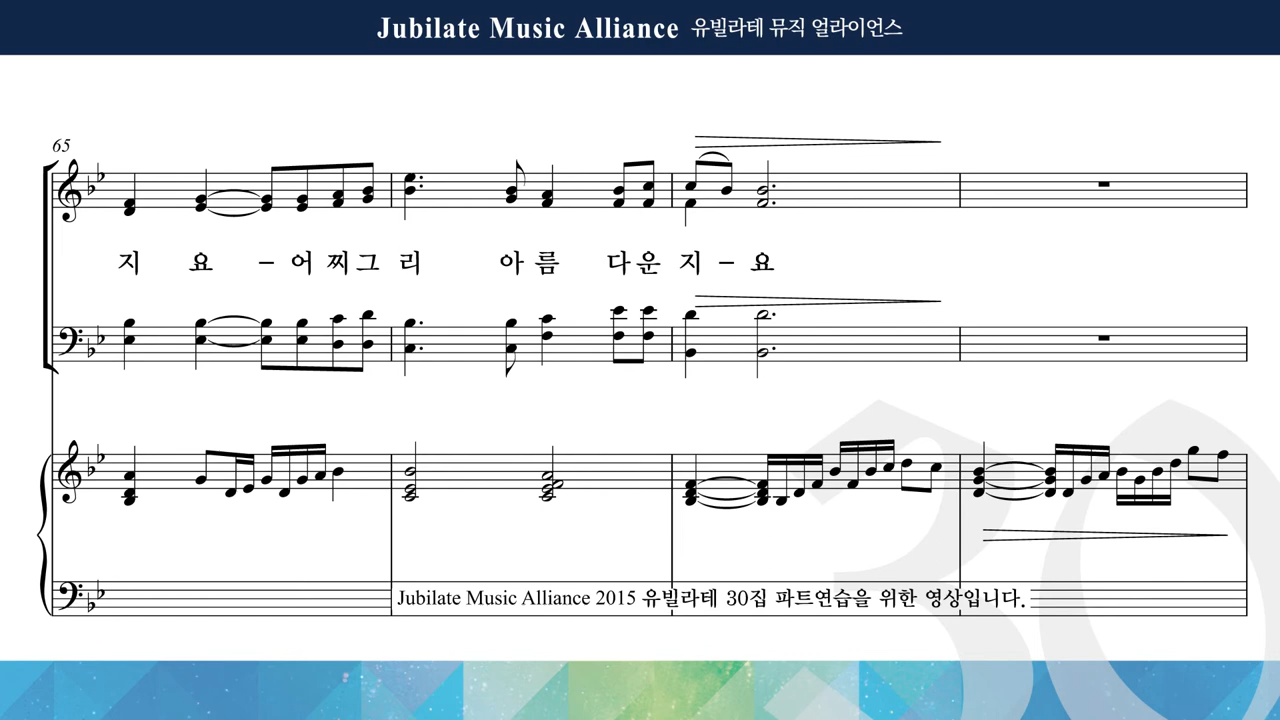 Jubilate Music Alliance 유빌라테 뮤직 얼라이언스
65
지 요 – 어 찌 그 리 아 름 다 운 지 – 요
Jubilate Music Alliance 2015 유빌라테 30집 파트연습을 위한 영상입니다.
30